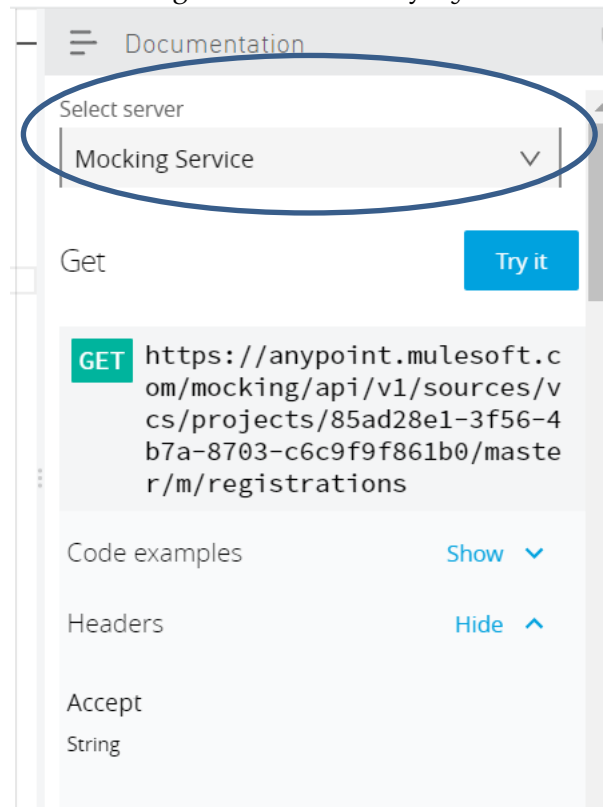 Documentation
Select server
Mocking Service
Get
Try it
GET https://anypoint.mulesoft.c
om/mocking/api/v1/sources/v
cs/projects/85ad28e1-3f56-4
b7a-8703-c6c9f9f861b0/maste
r/m/registrations
Code examples
Show
Headers
Hide
Accept
String